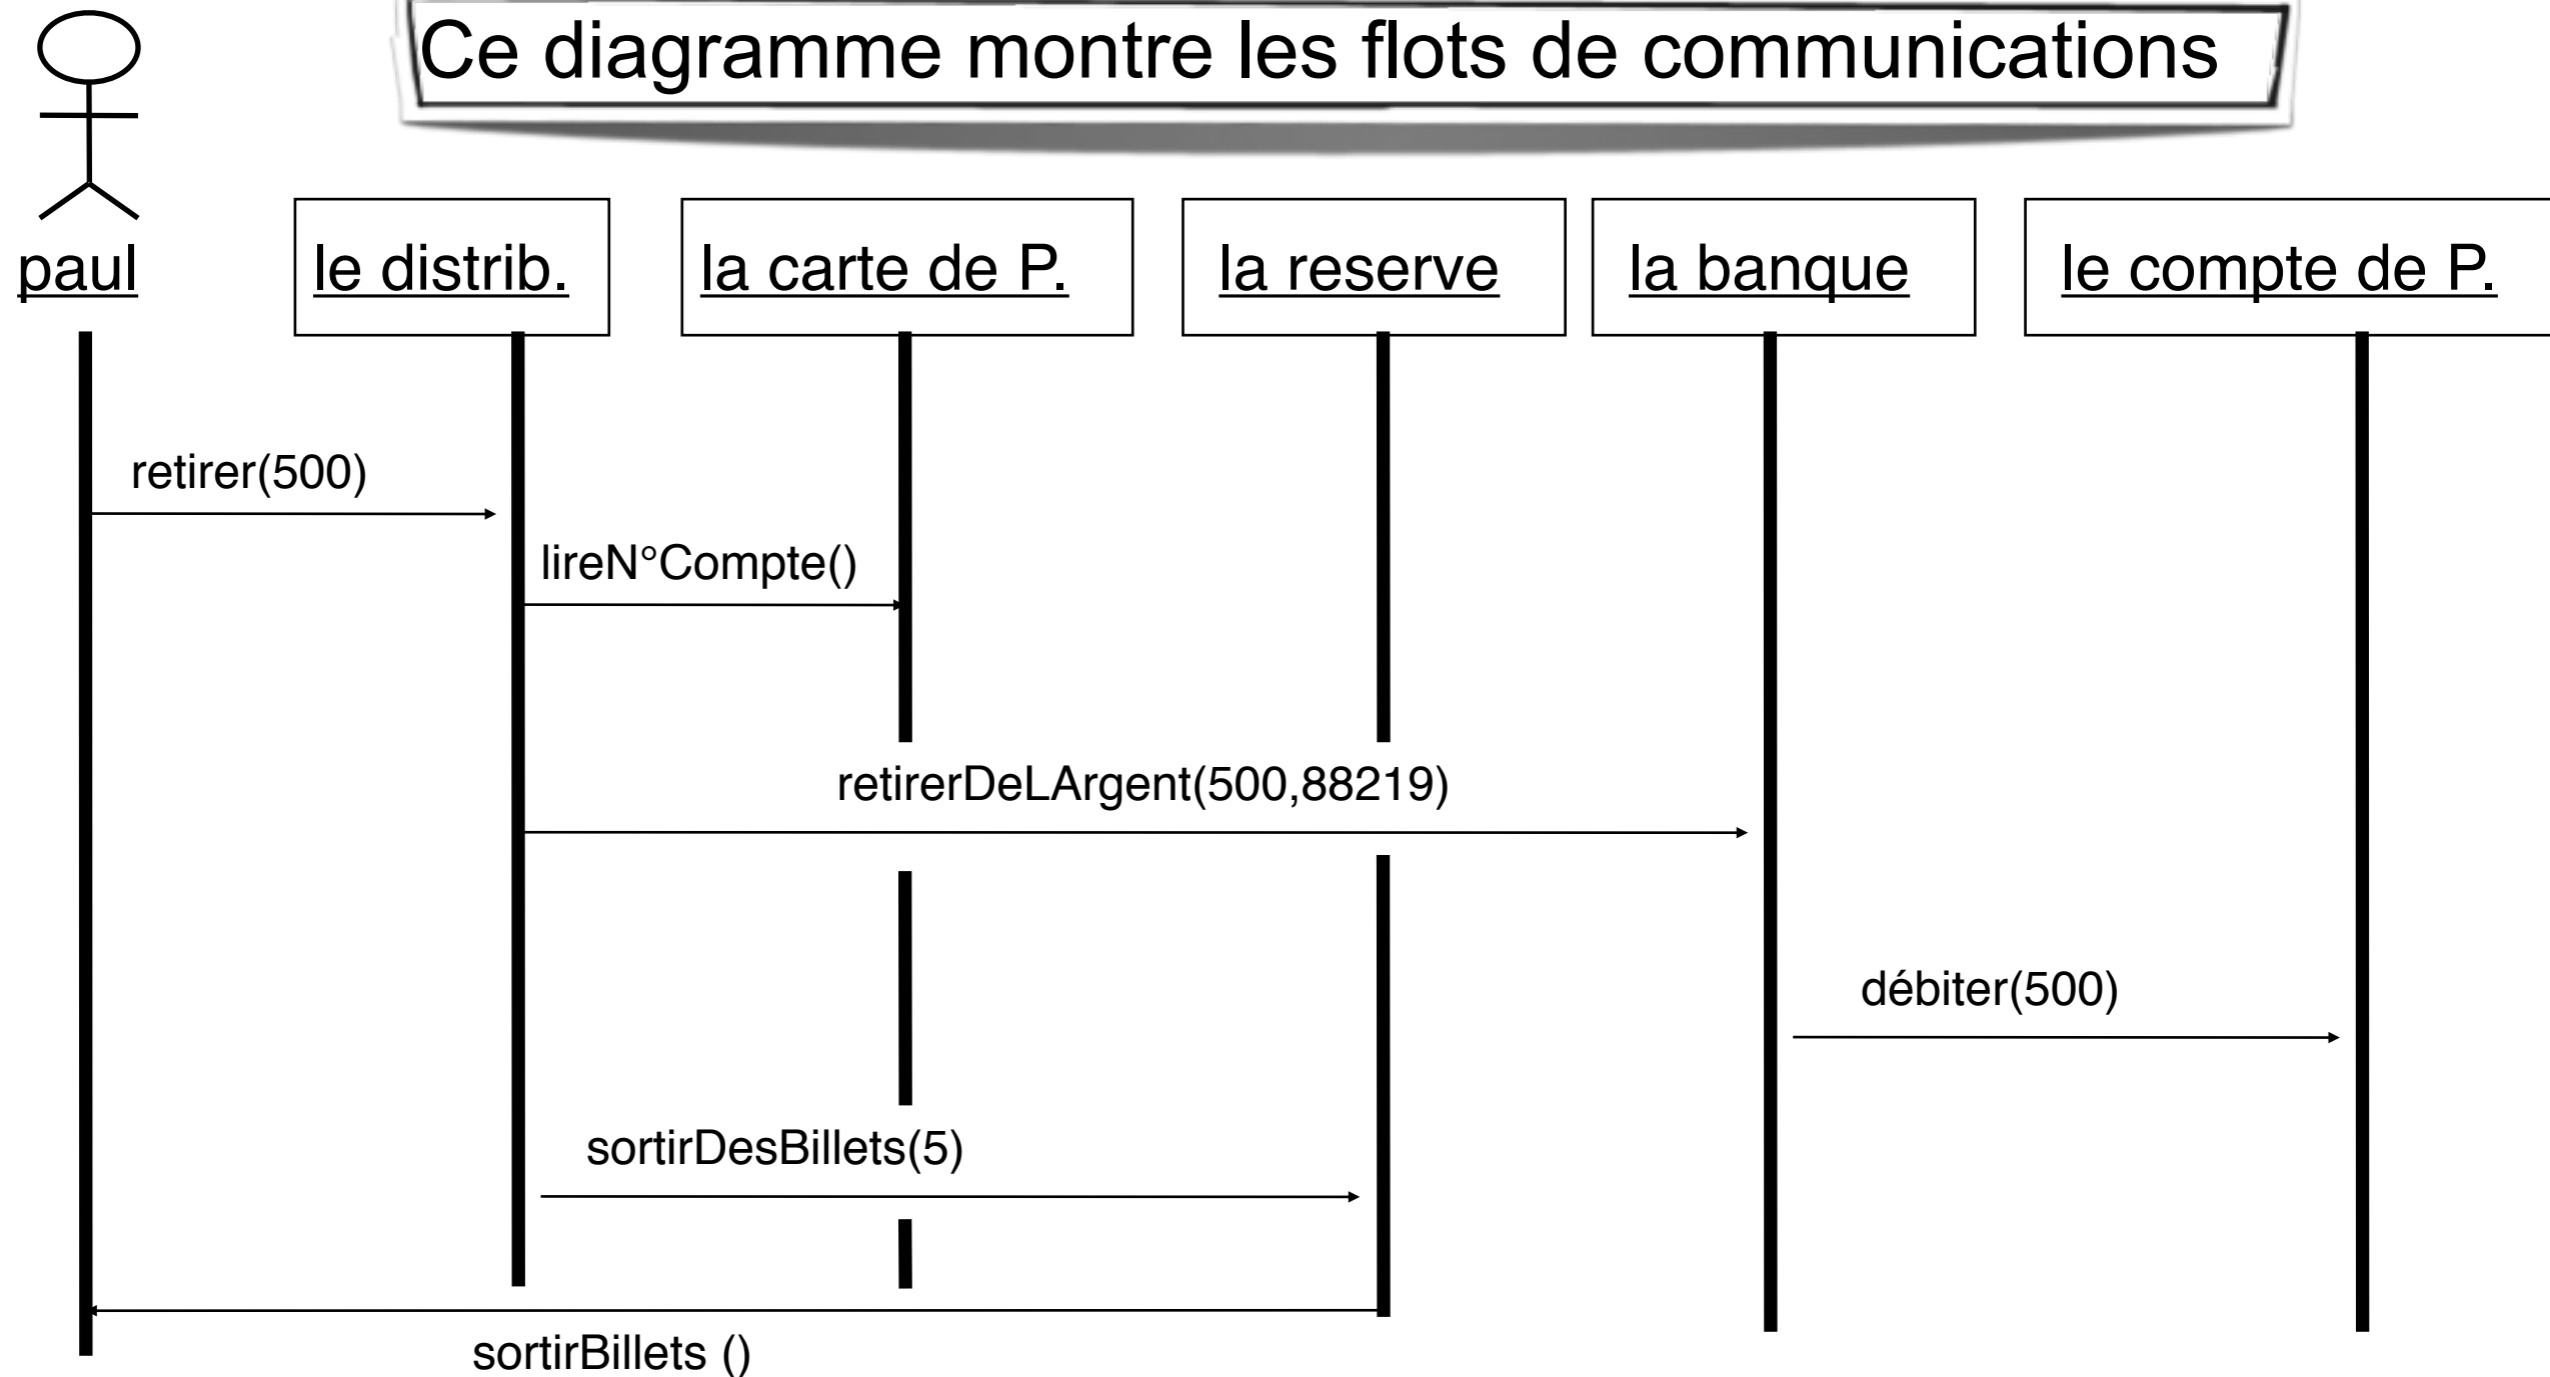 Ce diagramme montre les flots de communications
paul
le distrib.
la carte de P.
la reserve
la banque
le compte de P.
retirer(500)
lireN°Compte()
retirerDeLArgent(500,88219)
débiter(500)
sortirDesBillets(5)
sortirBillets ()